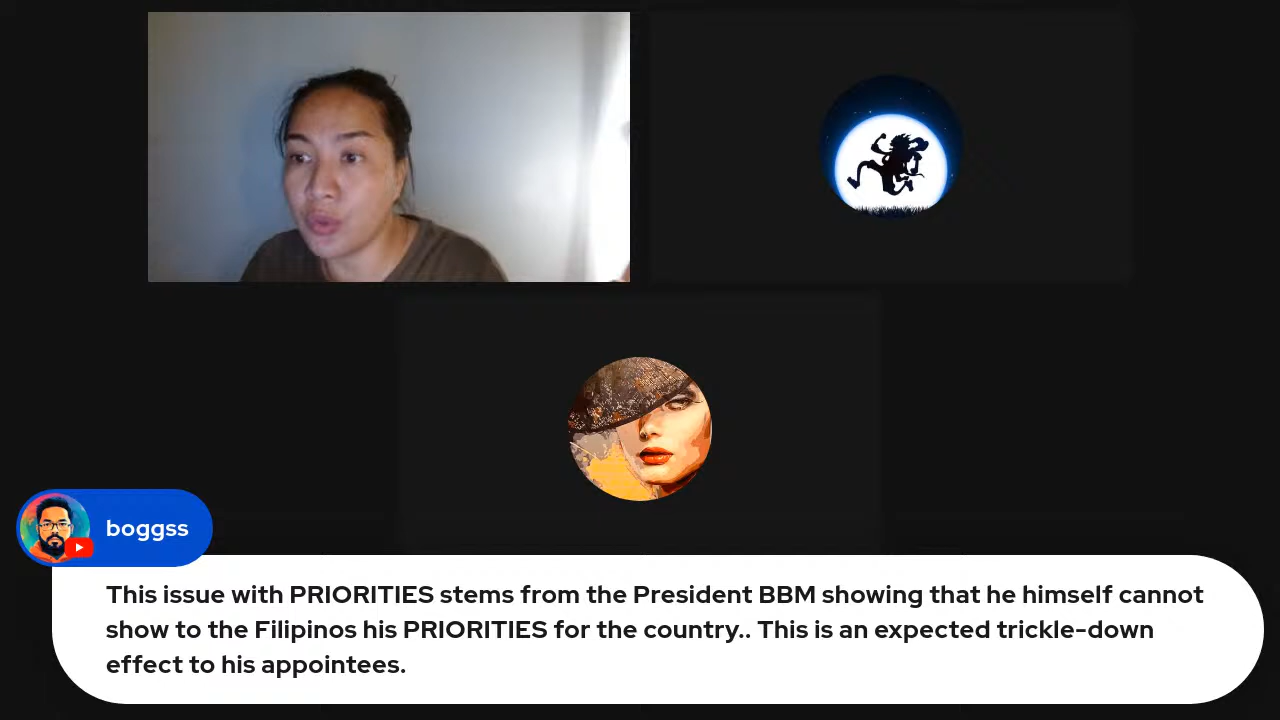 boggss
This issue with PRIORITIES stems from the President BBM showing that he himself cannot
show to the Filipinos his PRIORITIES for the country.. This is an expected trickle-down
effect to his appointees.